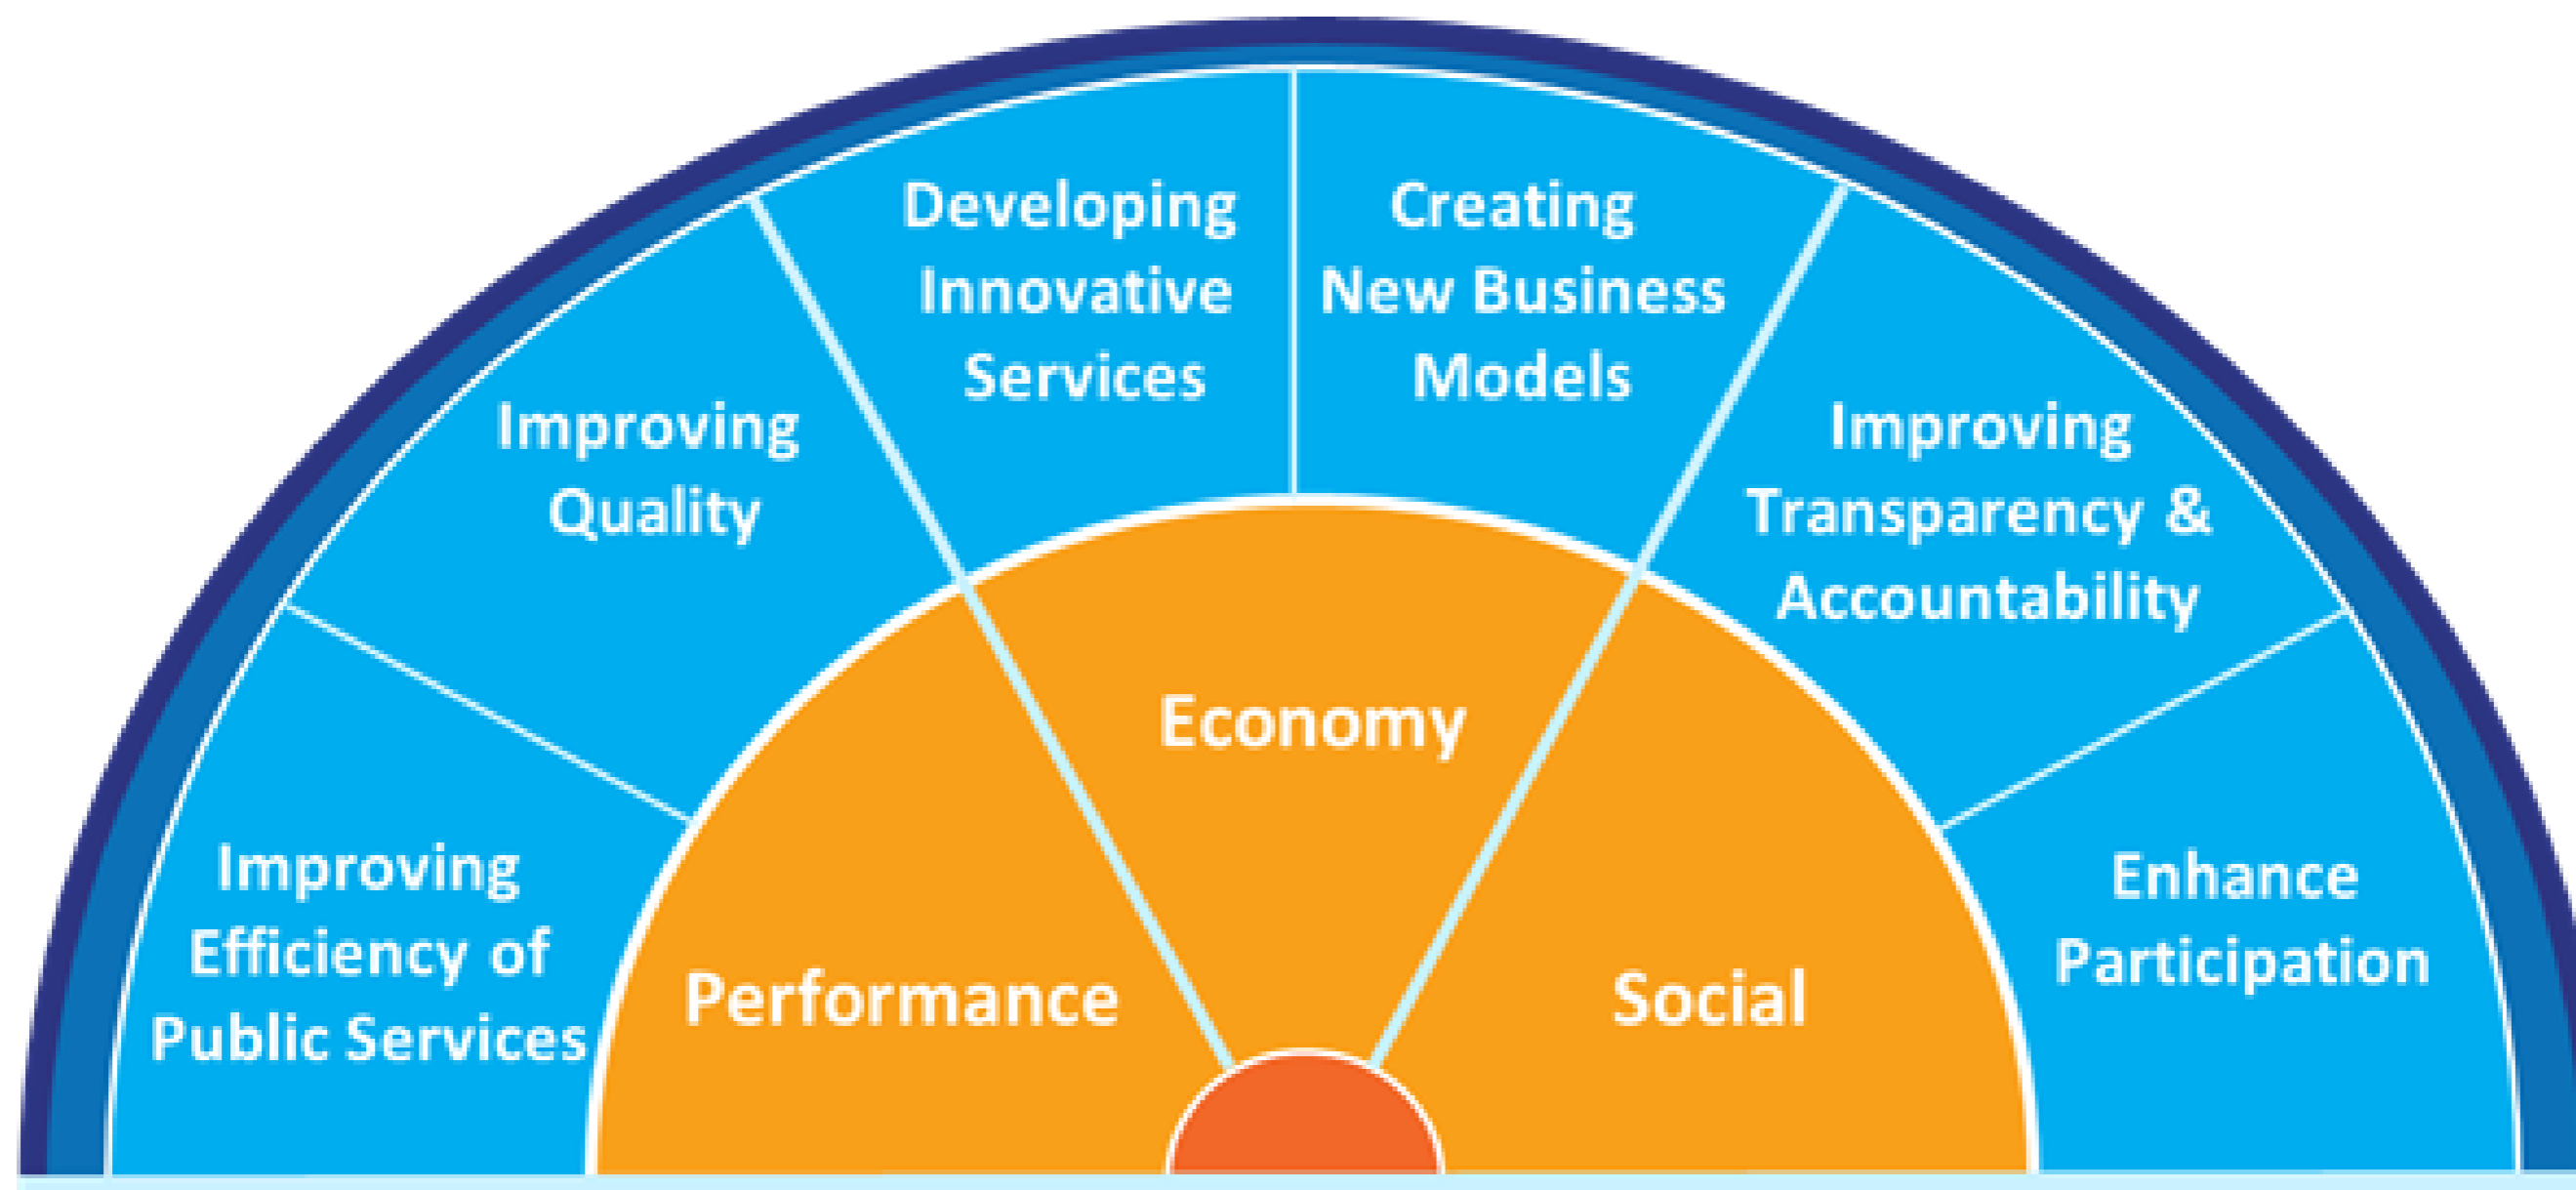 Improving
Efficiency of
Public Services
Improving
Quality
Developing
Innovative
Services
Creating
New Business
Models
Improving
Transparency &
Accountability
Enhance
Participation
Performance
Economy
Social